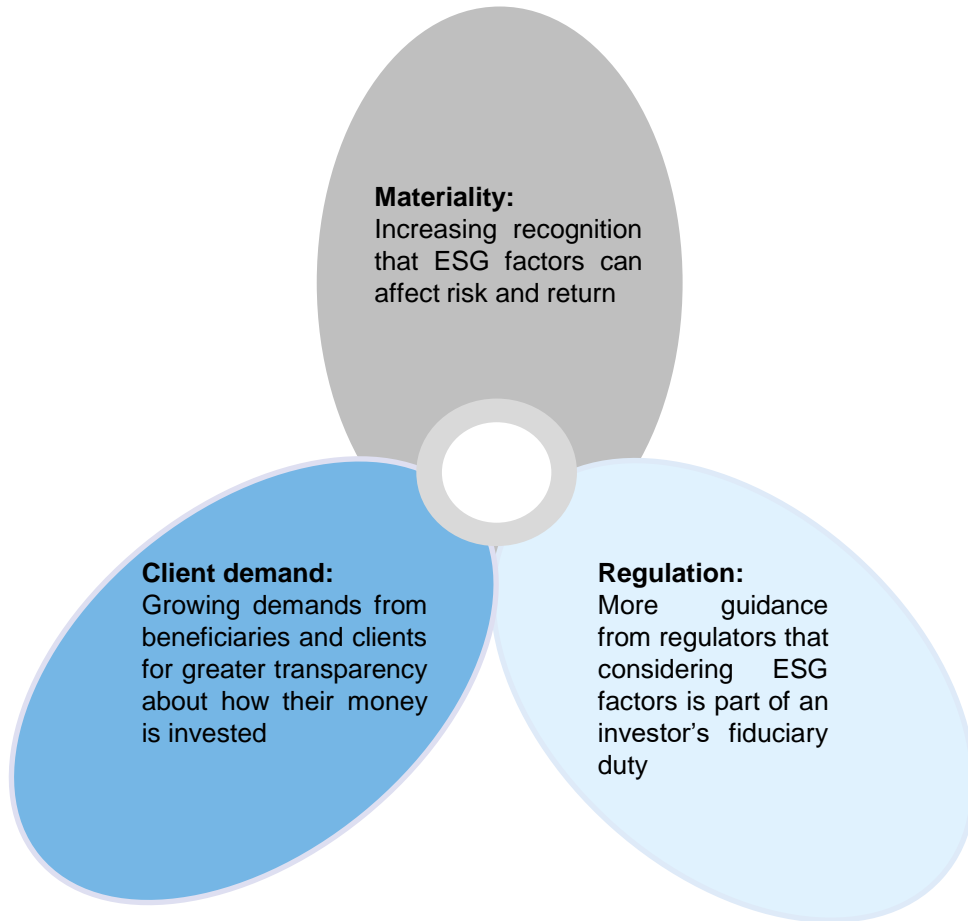 Materiality:
Increasing recognition
that ESG factors can
affect risk and return
Client demand:
Growing demands from
beneficiaries and clients
for greater transparency
about how their money
is invested
Regulation:
More guidance
from regulators that
considering ESG
factors is part of an
investor’s fiduciary
duty